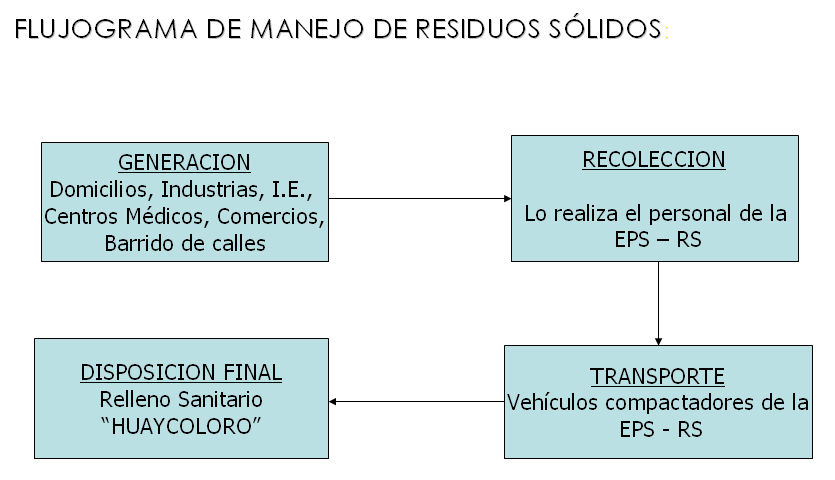 FLUJOGRAMA DE MANEJO DE RESIDUOS SÓLIDOS:
GENERACION
Domicilios, Industrias, I.E.,
Centros Médicos, Comercios,
Barrido de calles
RECOLECCION
Lo realiza el personal de la
EPS – RS
TRANSPORTE
Vehículos compactadores de la
EPS - RS
DISPOSICION FINAL
Relleno Sanitario
“HUAYCOLORO”